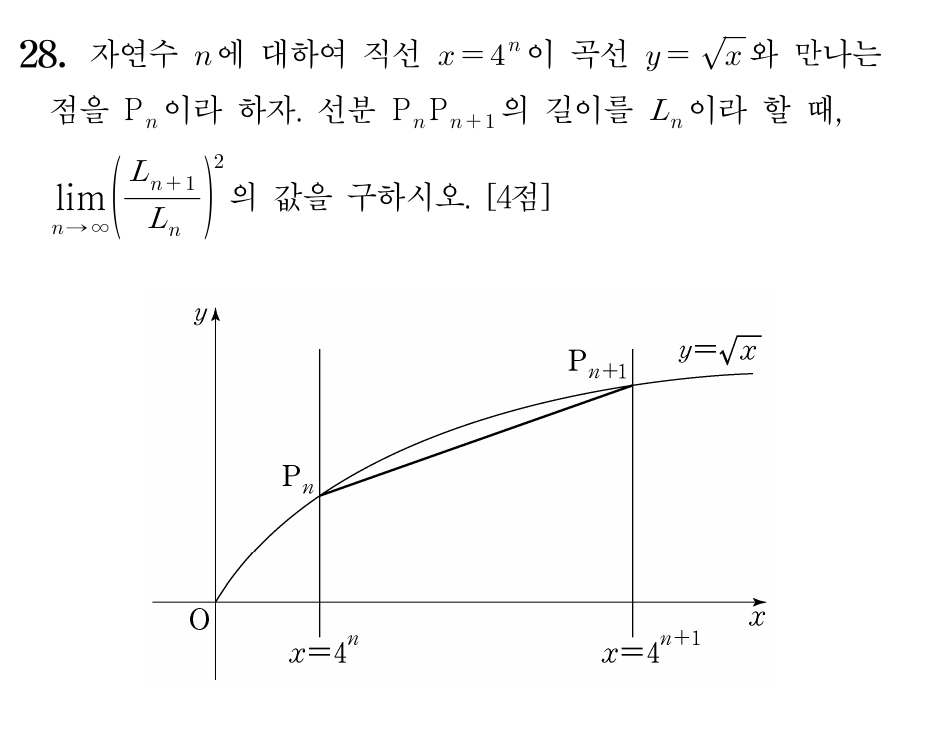 28. 자연수 n에 대하여 직선 x=4ⁿ이 곡선 y=√x와 만나는
점을 Pₙ이라 하자. 선분 PₙPₙ₊₁의 길이를 Lₙ이라 할 때,
lim(n→∞) (Lₙ₊₁/Lₙ)²의 값을 구하시오. [4점]
y
Pₙ₊₁
y=√x
Pₙ
O
x
x=4ⁿ
x=4ⁿ⁺¹